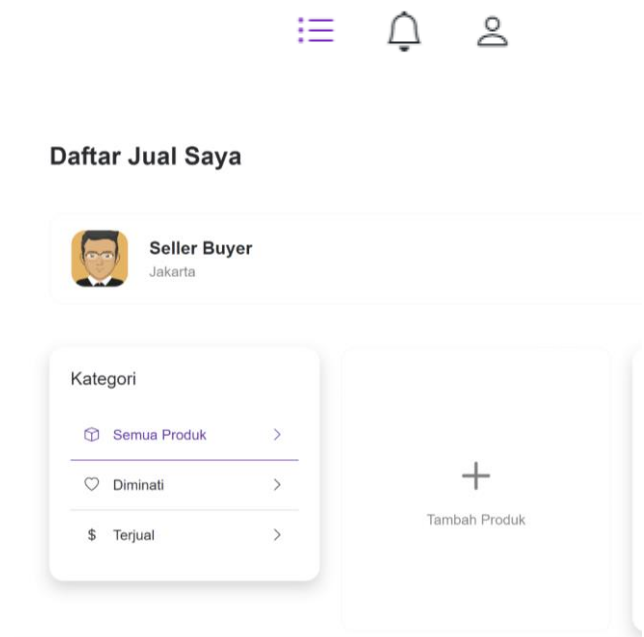 Daftar Jual Saya
Seller Buyer
Jakarta
Kategori
Semua Produk
Diminati
$ Terjual
Tambah Produk